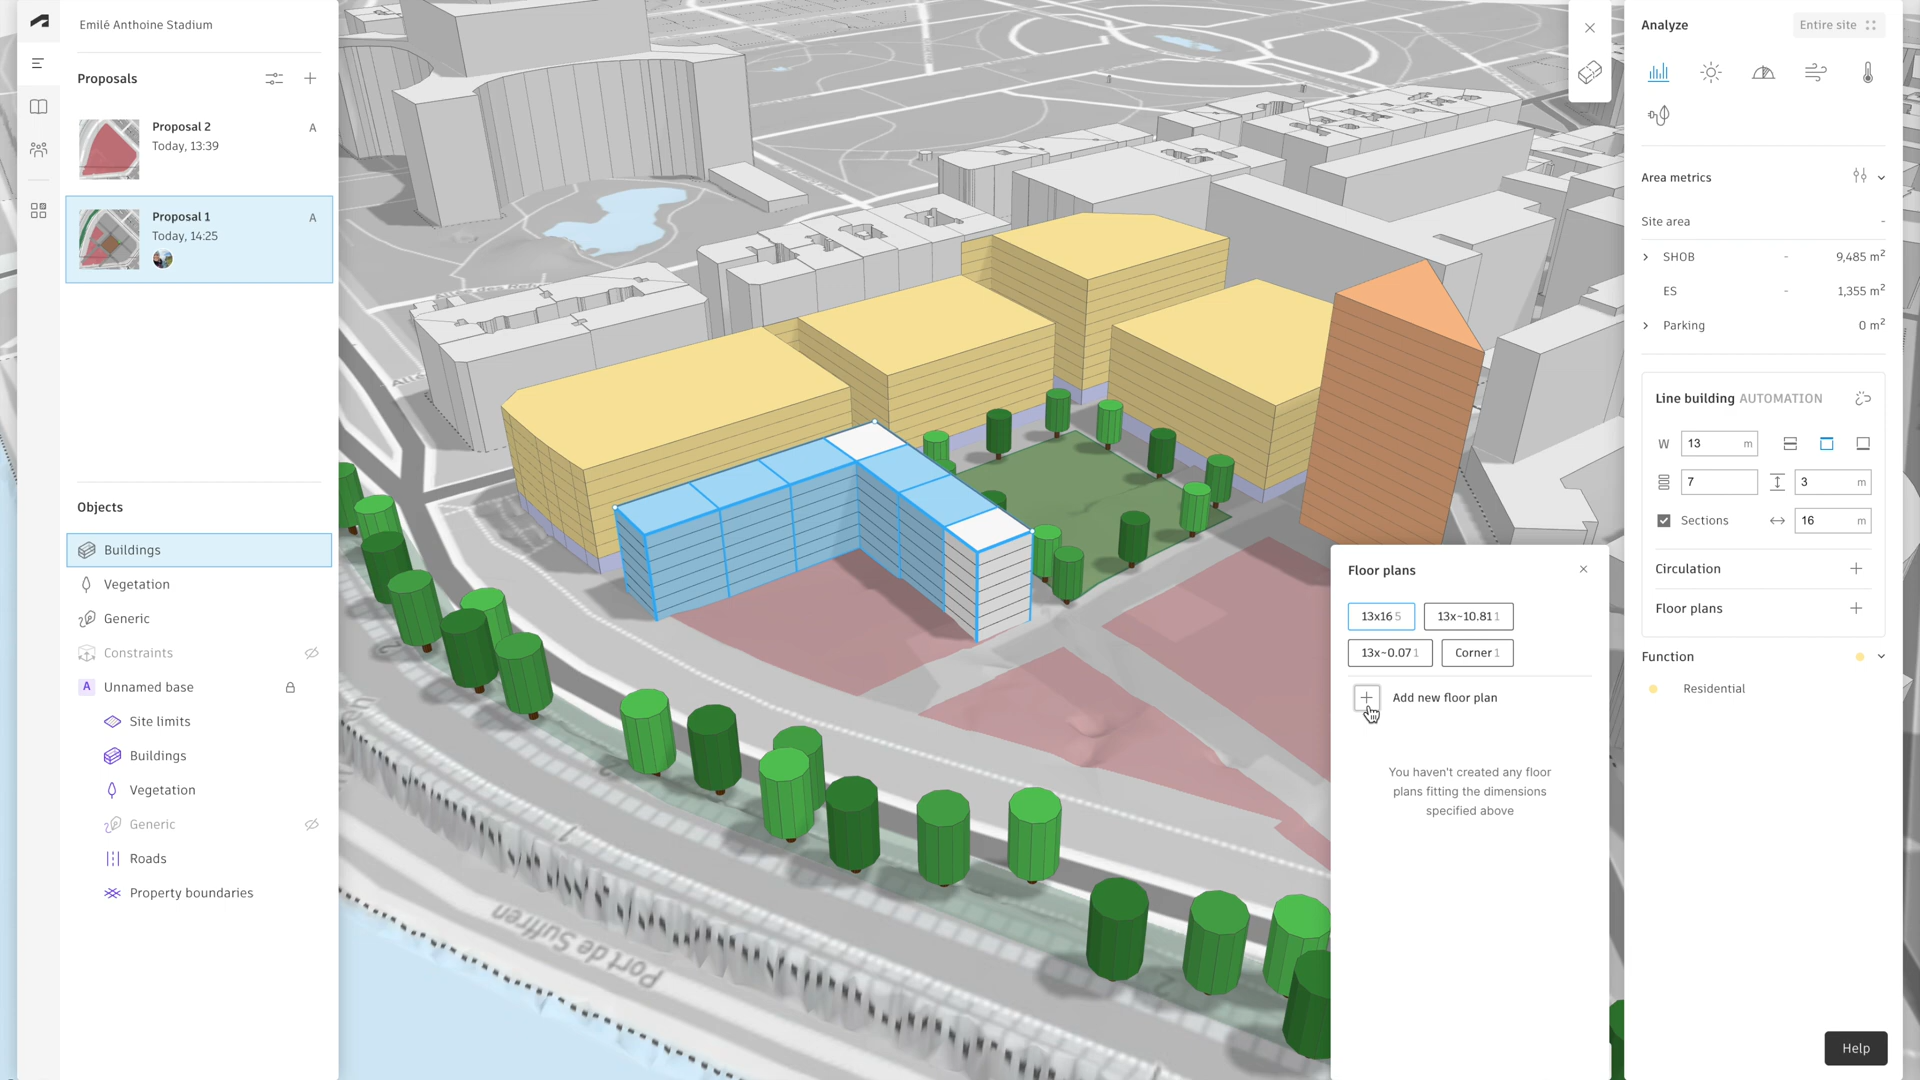 Emilé Anthoine Stadium
Proposals
Proposal 2
A
Today, 13:39
Proposal 1
A
Today, 14:25
Objects
Buildings
Vegetation
Generic
Constraints
A Unnamed base
Site limits
Buildings
Vegetation
Generic
Roads
Property boundaries
Port de Suffren
Floor plans
13x16 5
13x~10.81 1
13x~0.07 1
Corner 1
Add new floor plan
You haven't created any floor
plans fitting the dimensions
specified above
Analyze
Entire site
Area metrics
Site area -
SHOB - 9,485 m²
ES - 1,355 m²
Parking 0 m²
Line building AUTOMATION
W 13 m
7
3 m
Sections
16 m
Circulation
Floor plans
Function
Residential
Help